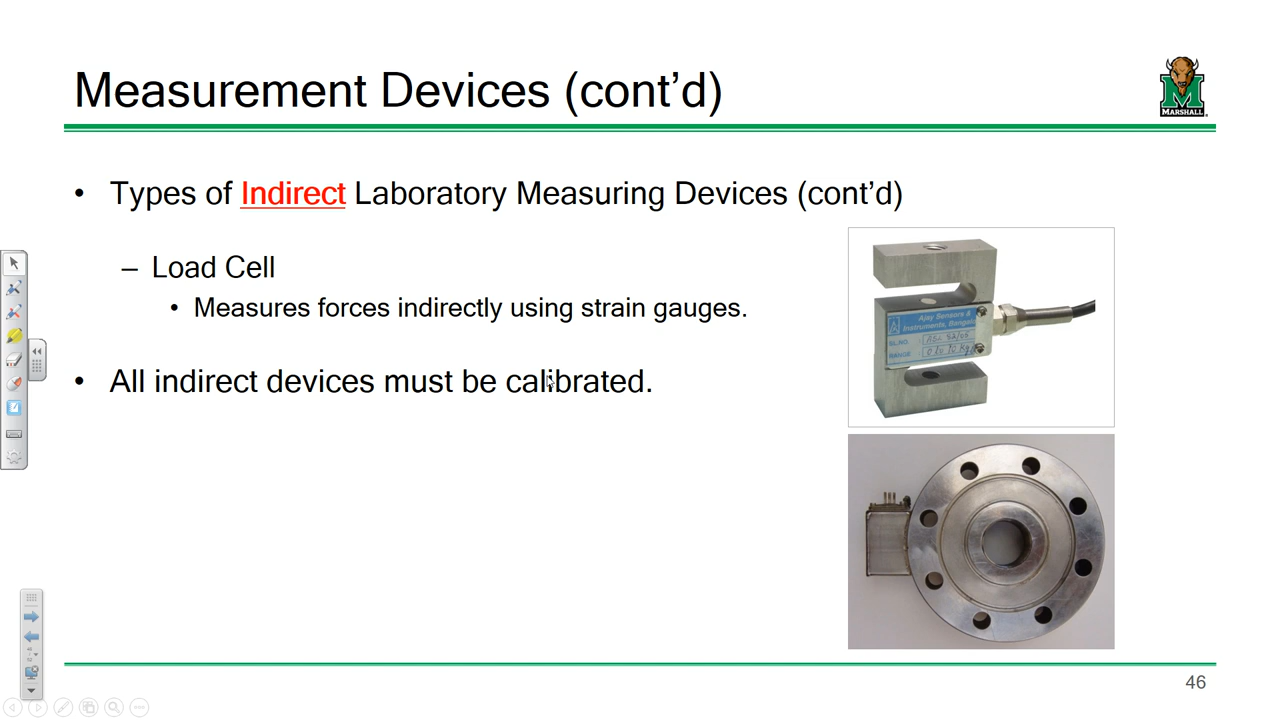 Measurement Devices (cont’d)
MARSHALL
• Types of Indirect Laboratory Measuring Devices (cont’d)
– Load Cell
• Measures forces indirectly using strain gauges.
• All indirect devices must be calibrated.
Ajay Sensors &
Instruments,
SL.NO. :
RANGE :
46